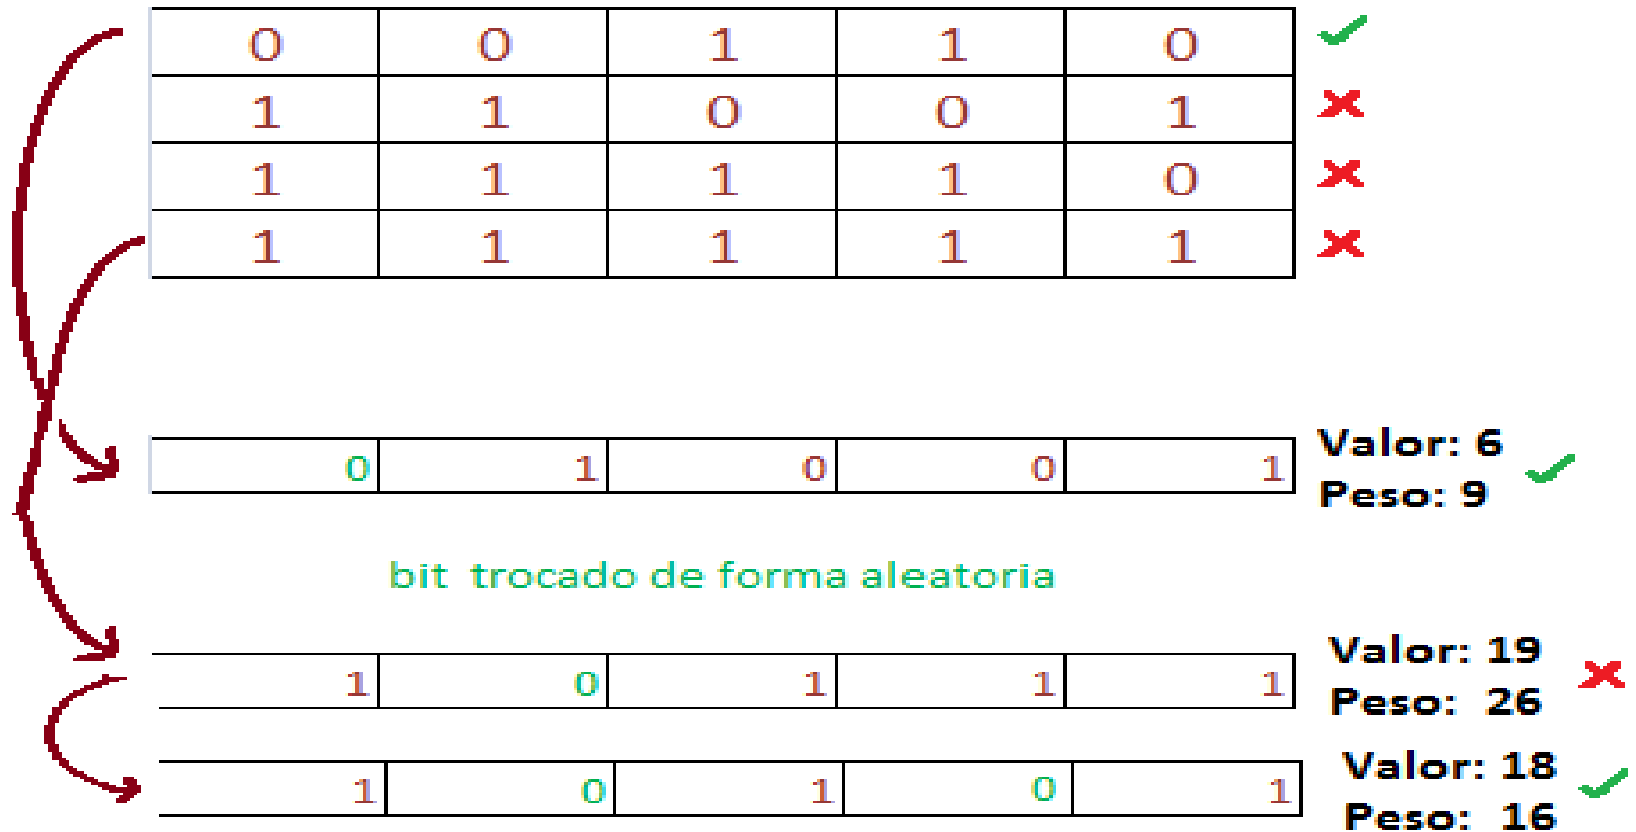 0 0 1 1 0
1 1 0 0 1
1 1 1 1 0
1 1 1 1 1
0 1 0 0 1
Valor: 6
Peso: 9
bit trocado de forma aleatoria
1 0 1 1 1
Valor: 19
Peso: 26
1 0 1 0 1
Valor: 18
Peso: 16